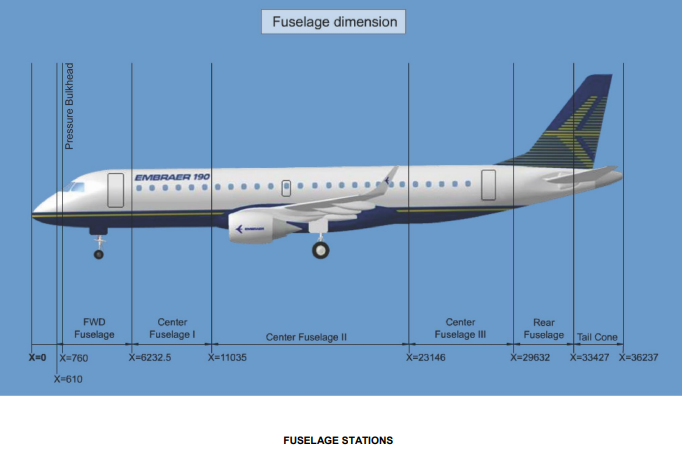 Fuselage dimension
Pressure Bulkhead
EMBRAER 190
EMBRAER
FWD
Fuselage
Center
Fuselage I
Center Fuselage II
Center
Fuselage III
Rear
Fuselage
Tail Cone
X=0
X=760
X=6232.5
X=11035
X=23146
X=29632
X=33427
X=36237
X=610
FUSELAGE STATIONS